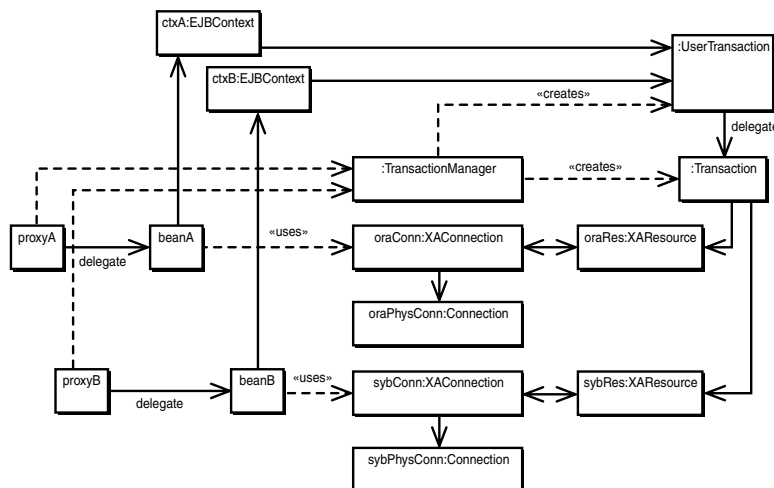 ctxA:EJBContext
:UserTransaction
ctxB:EJBContext
«creates»
delegate
:TransactionManager
«creates»
:Transaction
proxyA
delegate
beanA
«uses»
oraConn:XAConnection
oraRes:XAResource
oraPhysConn:Connection
proxyB
delegate
beanB
«uses»
sybConn:XAConnection
sybRes:XAResource
sybPhysConn:Connection